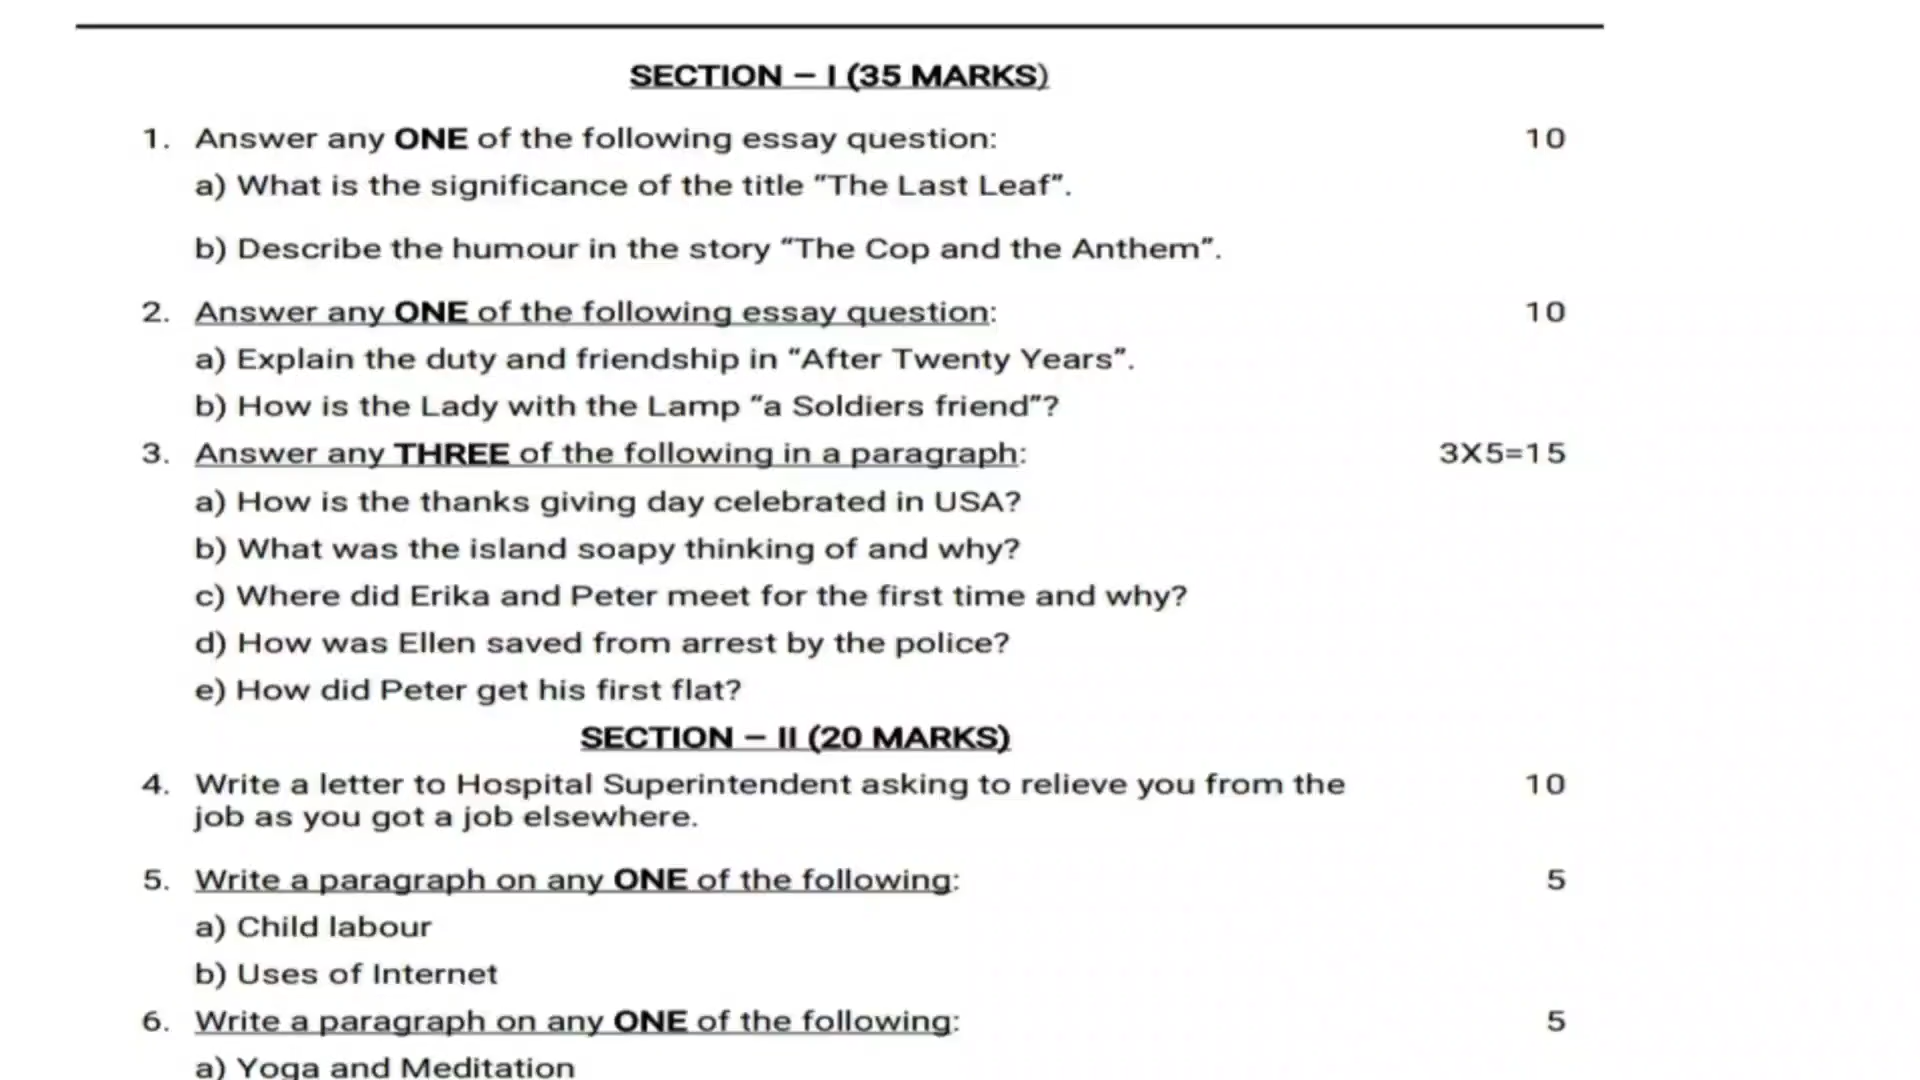 SECTION – I (35 MARKS)
1. Answer any ONE of the following essay question: 10
a) What is the significance of the title “The Last Leaf”.
b) Describe the humour in the story “The Cop and the Anthem”.
2. Answer any ONE of the following essay question: 10
a) Explain the duty and friendship in “After Twenty Years”.
b) How is the Lady with the Lamp “a Soldiers friend”?
3. Answer any THREE of the following in a paragraph: 3X5=15
a) How is the thanks giving day celebrated in USA?
b) What was the island soapy thinking of and why?
c) Where did Erika and Peter meet for the first time and why?
d) How was Ellen saved from arrest by the police?
e) How did Peter get his first flat?
SECTION – II (20 MARKS)
4. Write a letter to Hospital Superintendent asking to relieve you from the 10
job as you got a job elsewhere.
5. Write a paragraph on any ONE of the following: 5
a) Child labour
b) Uses of Internet
6. Write a paragraph on any ONE of the following: 5
a) Yoga and Meditation